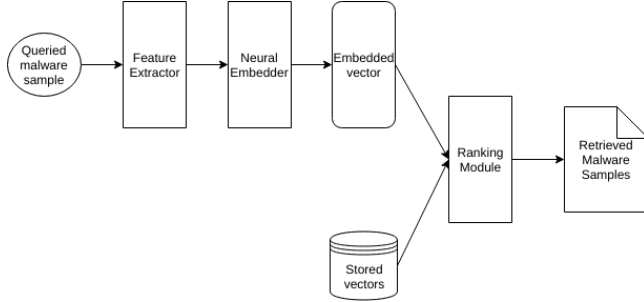 Queried
malware
sample
Feature
Extractor
Neural
Embedder
Embedded
vector
Ranking
Module
Retrieved
Malware
Samples
Stored
vectors